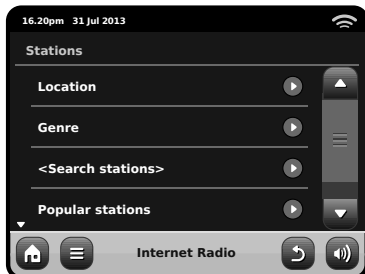 16.20pm  31 Jul 2013
Stations
Location
Genre
<Search stations>
Popular stations
Internet Radio